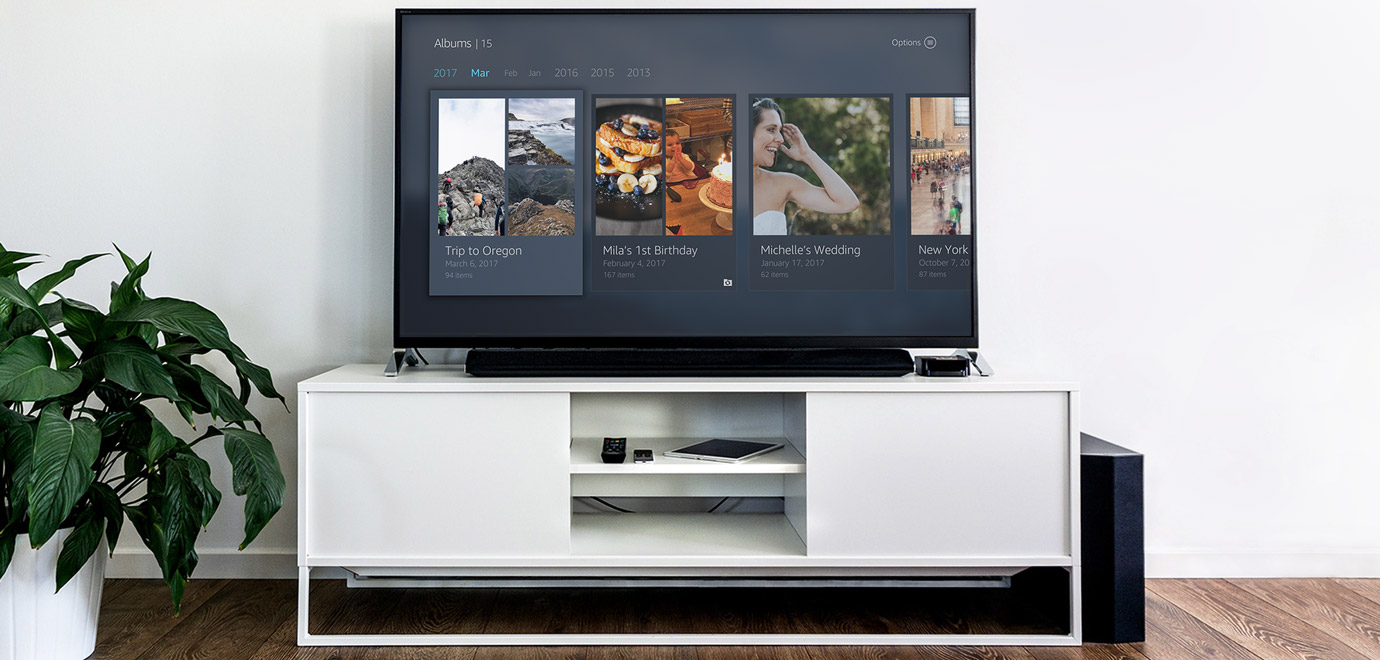 Albums | 15
Options
2017 Mar Feb Jan 2016 2015 2013
Trip to Oregon
March 6, 2017
94 items
Mila's 1st Birthday
February 4, 2017
167 items
Michelle's Wedding
January 17, 2017
62 items
New York
October 7, 20
87 items